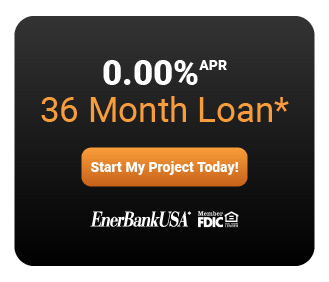 0.00% APR
36 Month Loan*
Start My Project Today!
EnerBankUSA® Member FDIC